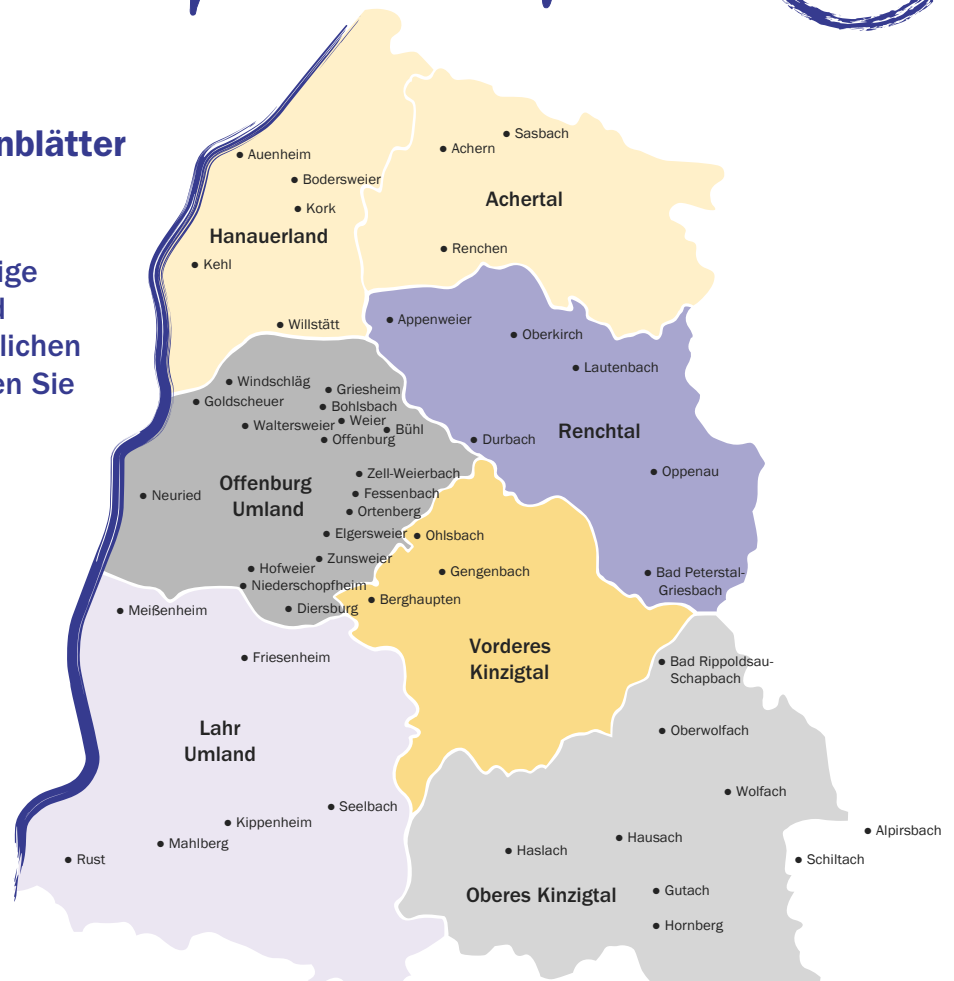 nblätter
ige
d
lichen
en Sie
Sasbach
Achern
Auenheim
Bodersweier
Achertal
Kork
Hanauerland
Renchen
Kehl
Willstätt
Appenweier
Oberkirch
Lautenbach
Windschläg
Griesheim
Goldscheuer
Bohlsbach
Weier
Waltersweier
Bühl
Offenburg
Durbach
Renchtal
Oppenau
Zell-Weierbach
Offenburg
Umland
Fessenbach
Neuried
Ortenberg
Elgersweier
Ohlsbach
Zunsweier
Hofweier
Gengenbach
Bad Peterstal-
Griesbach
Niederschopfheim
Berghaupten
Diersburg
Meißenheim
Vorderes
Kinzigtal
Friesenheim
Bad Rippoldsau-
Schapbach
Lahr
Umland
Oberwolfach
Wolfach
Seelbach
Kippenheim
Alpirsbach
Hausach
Mahlberg
Haslach
Rust
Schiltach
Oberes Kinzigtal
Gutach
Hornberg